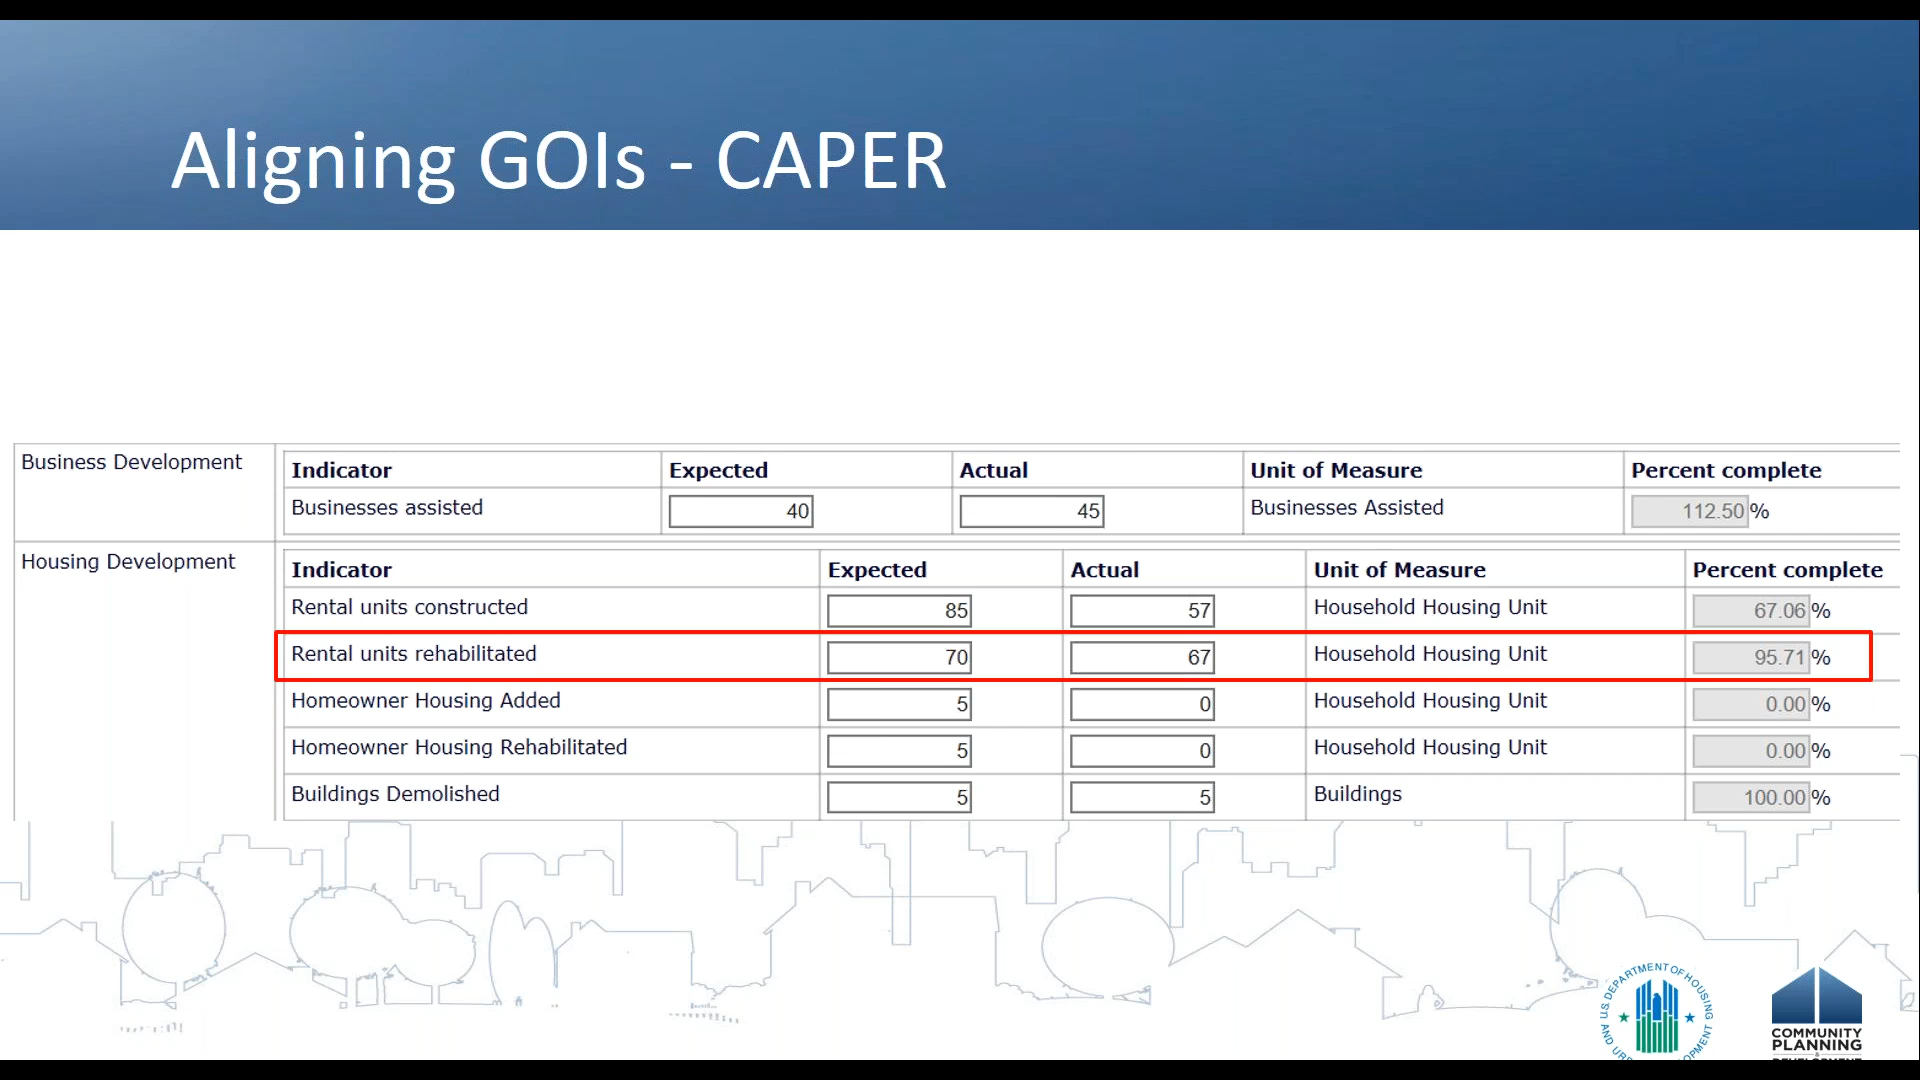 Aligning GOIs - CAPER
Business Development
Indicator Expected Actual Unit of Measure Percent complete
Businesses assisted 40 45 Businesses Assisted 112.50 %
Housing Development
Indicator Expected Actual Unit of Measure Percent complete
Rental units constructed 85 57 Household Housing Unit 67.06 %
Rental units rehabilitated 70 67 Household Housing Unit 95.71 %
Homeowner Housing Added 5 0 Household Housing Unit 0.00 %
Homeowner Housing Rehabilitated 5 0 Household Housing Unit 0.00 %
Buildings Demolished 5 5 Buildings 100.00 %
U.S. DEPARTMENT OF HOUSING
COMMUNITY
PLANNING